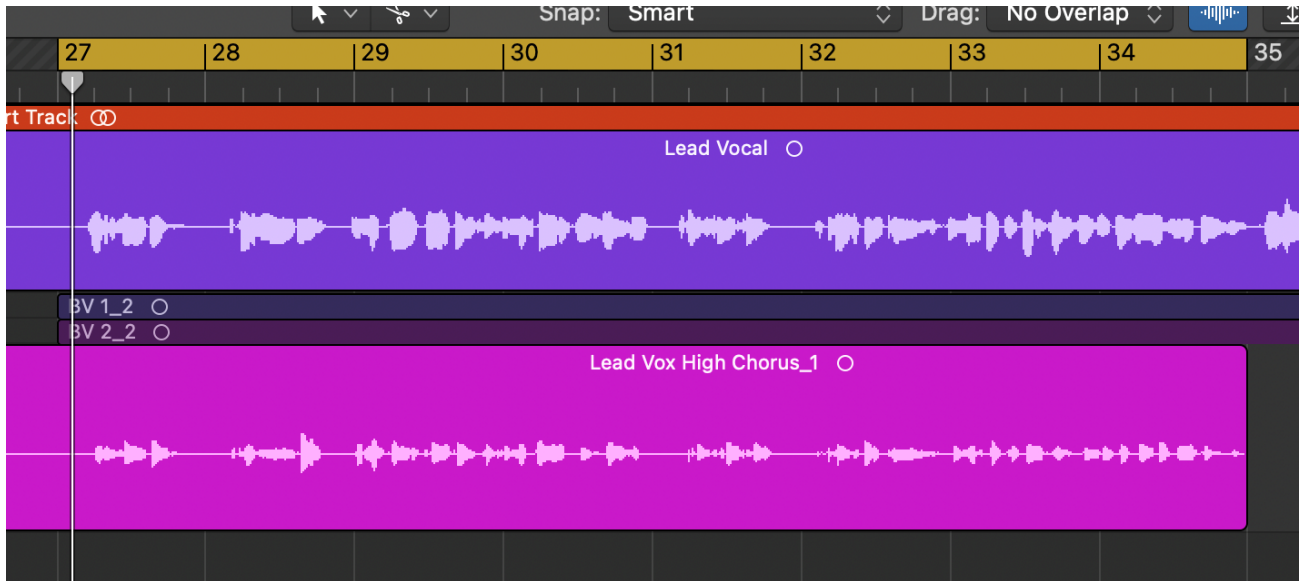 Snap: Smart Drag: No Overlap
27 28 29 30 31 32 33 34 35
rt Track
Lead Vocal
BV 1_2
BV 2_2
Lead Vox High Chorus_1